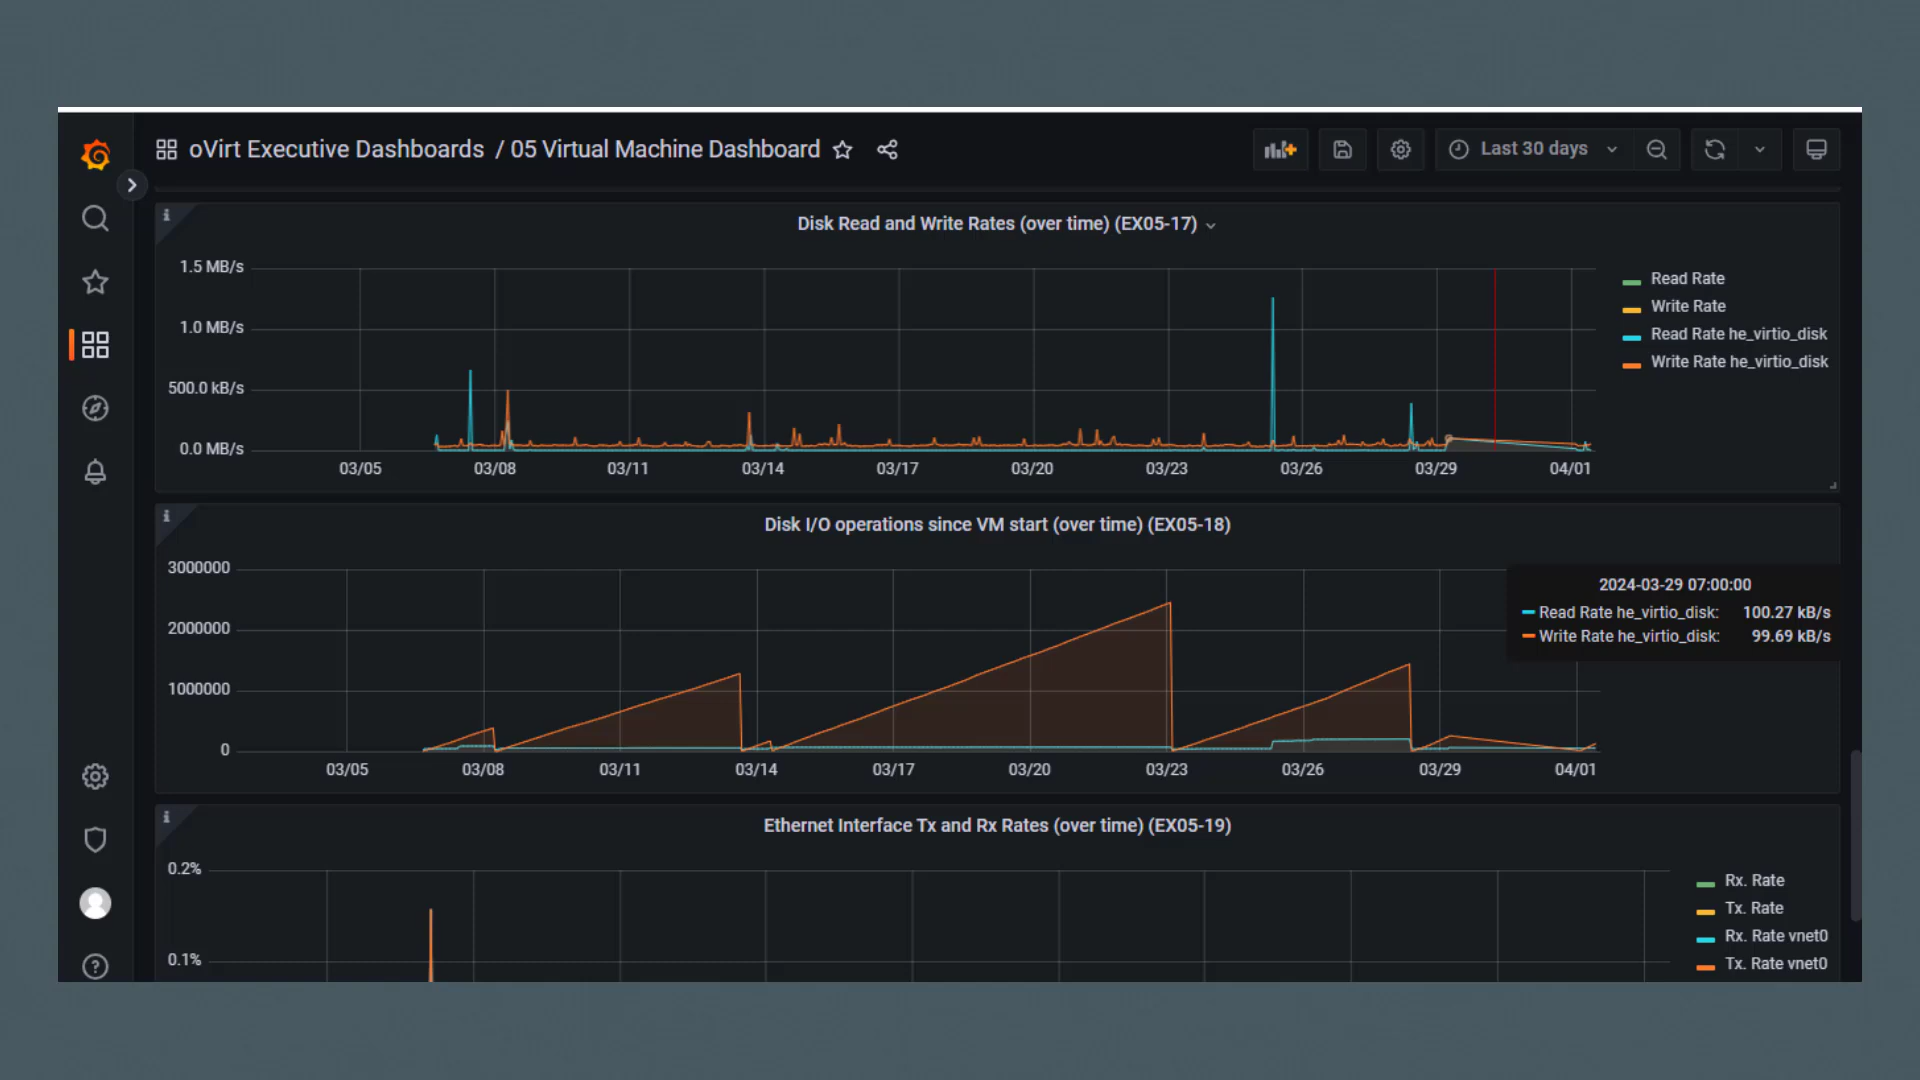 oVirt Executive Dashboards / 05 Virtual Machine Dashboard
Last 30 days
Disk Read and Write Rates (over time) (EX05-17)
1.5 MB/s
1.0 MB/s
500.0 kB/s
0.0 MB/s
03/05 03/08 03/11 03/14 03/17 03/20 03/23 03/26 03/29 04/01
Read Rate
Write Rate
Read Rate he_virtio_disk
Write Rate he_virtio_disk
Disk I/O operations since VM start (over time) (EX05-18)
3000000
2000000
1000000
0
03/05 03/08 03/11 03/14 03/17 03/20 03/23 03/26 03/29 04/01
2024-03-29 07:00:00
Read Rate he_virtio_disk: 100.27 kB/s
Write Rate he_virtio_disk: 99.69 kB/s
Ethernet Interface Tx and Rx Rates (over time) (EX05-19)
0.2%
0.1%
Rx. Rate
Tx. Rate
Rx. Rate vnet0
Tx. Rate vnet0